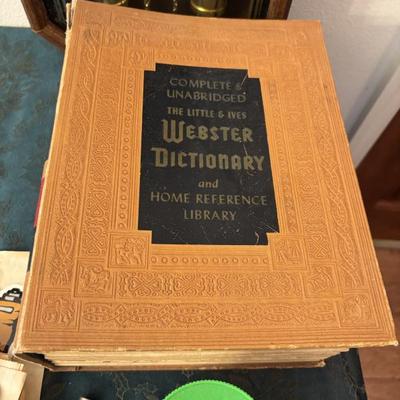 COMPLETE &
UNABRIDGED
THE LITTLE & IVES
WEBSTER
DICTIONARY
and
HOME REFERENCE
LIBRARY